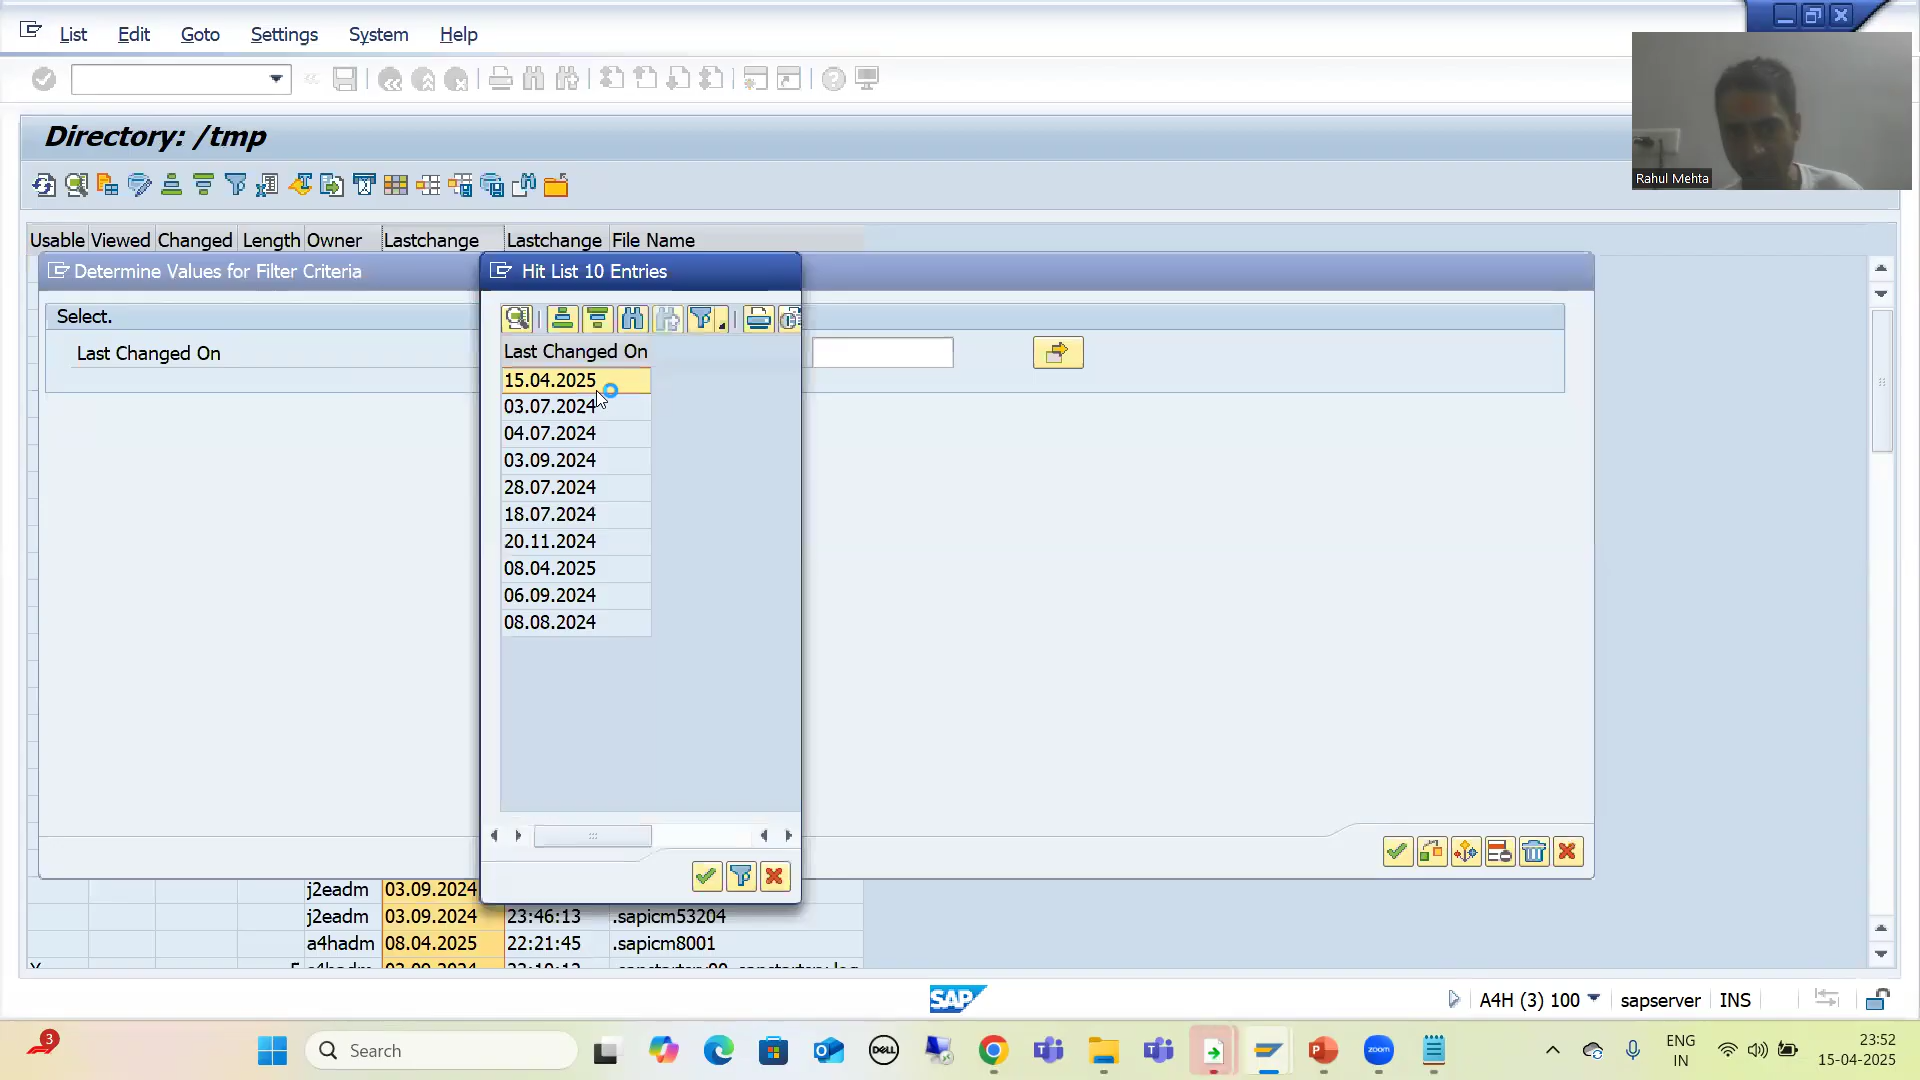 List Edit Goto Settings System Help
Directory: /tmp
Rahul Mehta
Usable Viewed Changed Length Owner Lastchange Lastchange File Name
Determine Values for Filter Criteria
Hit List 10 Entries
Select.
Last Changed On
Last Changed On
15.04.2025
03.07.2024
04.07.2024
03.09.2024
28.07.2024
18.07.2024
20.11.2024
08.04.2025
06.09.2024
08.08.2024
j2eadm 03.09.2024
j2eadm 03.09.2024 23:46:13 .sapicm53204
a4hadm 08.04.2025 22:21:45 .sapicm8001
SAP
A4H (3) 100 sapserver INS
3
Search
DELL
zoom
ENG
IN
23:52
15-04-2025